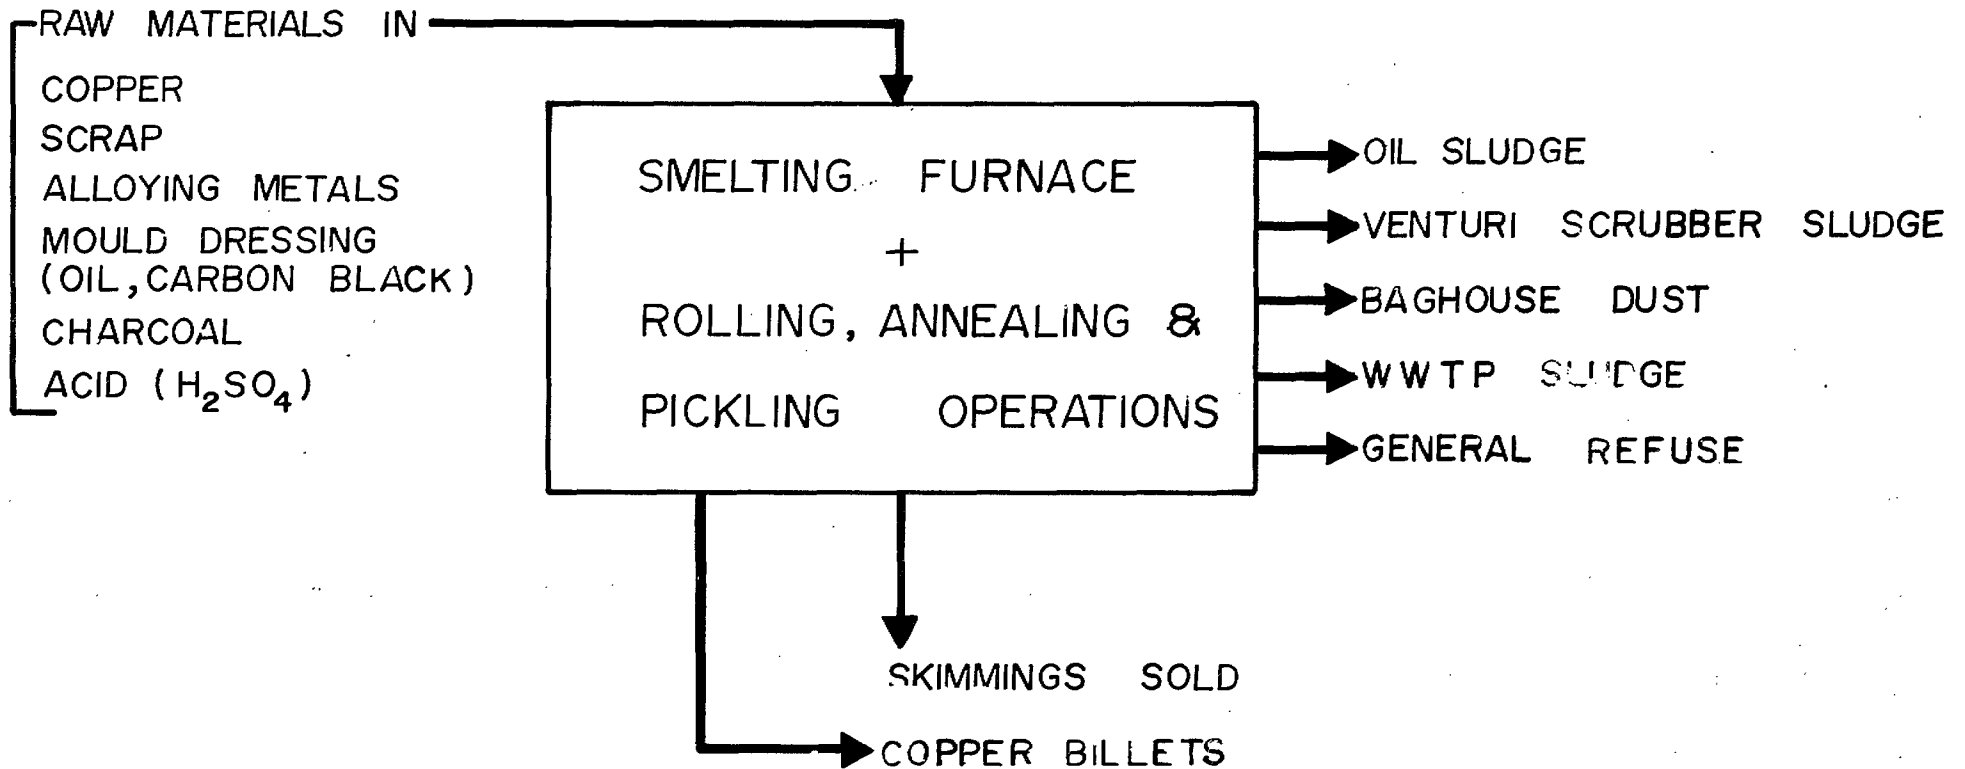 RAW MATERIALS IN
COPPER
SCRAP
ALLOYING METALS
MOULD DRESSING
(OIL, CARBON BLACK)
CHARCOAL
ACID (H₂SO₄)
SMELTING FURNACE
+
ROLLING, ANNEALING &
PICKLING OPERATIONS
OIL SLUDGE
VENTURI SCRUBBER SLUDGE
BAGHOUSE DUST
WWTP SLUDGE
GENERAL REFUSE
SKIMMINGS SOLD
COPPER BILLETS